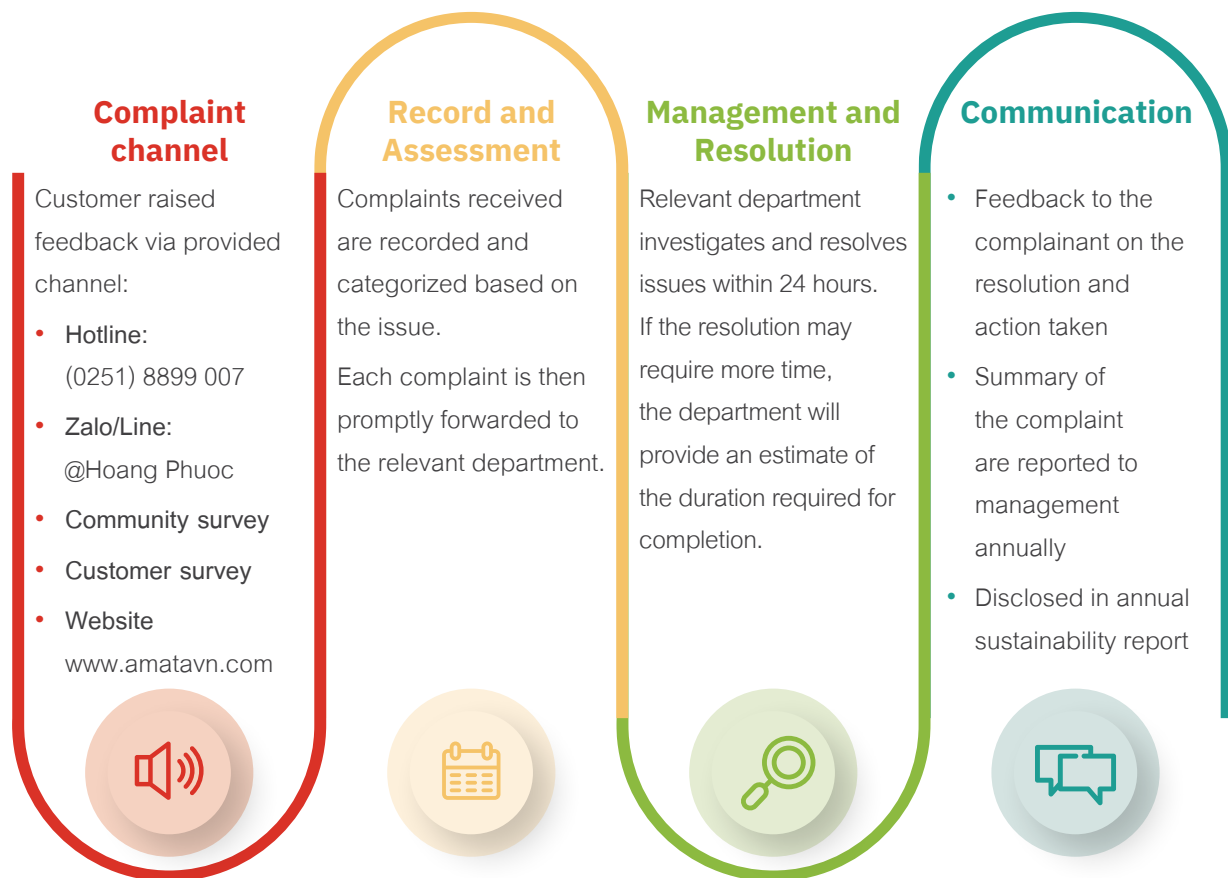 Complaint
channel
Customer raised
feedback via provided
channel:
• Hotline:
(0251) 8899 007
• Zalo/Line:
@Hoang Phuoc
• Community survey
• Customer survey
• Website
www.amatavn.com
Record and
Assessment
Complaints received
are recorded and
categorized based on
the issue.
Each complaint is then
promptly forwarded to
the relevant department.
Management and
Resolution
Relevant department
investigates and resolves
issues within 24 hours.
If the resolution may
require more time,
the department will
provide an estimate of
the duration required for
completion.
Communication
• Feedback to the
complainant on the
resolution and
action taken
• Summary of
the complaint
are reported to
management
annually
• Disclosed in annual
sustainability report